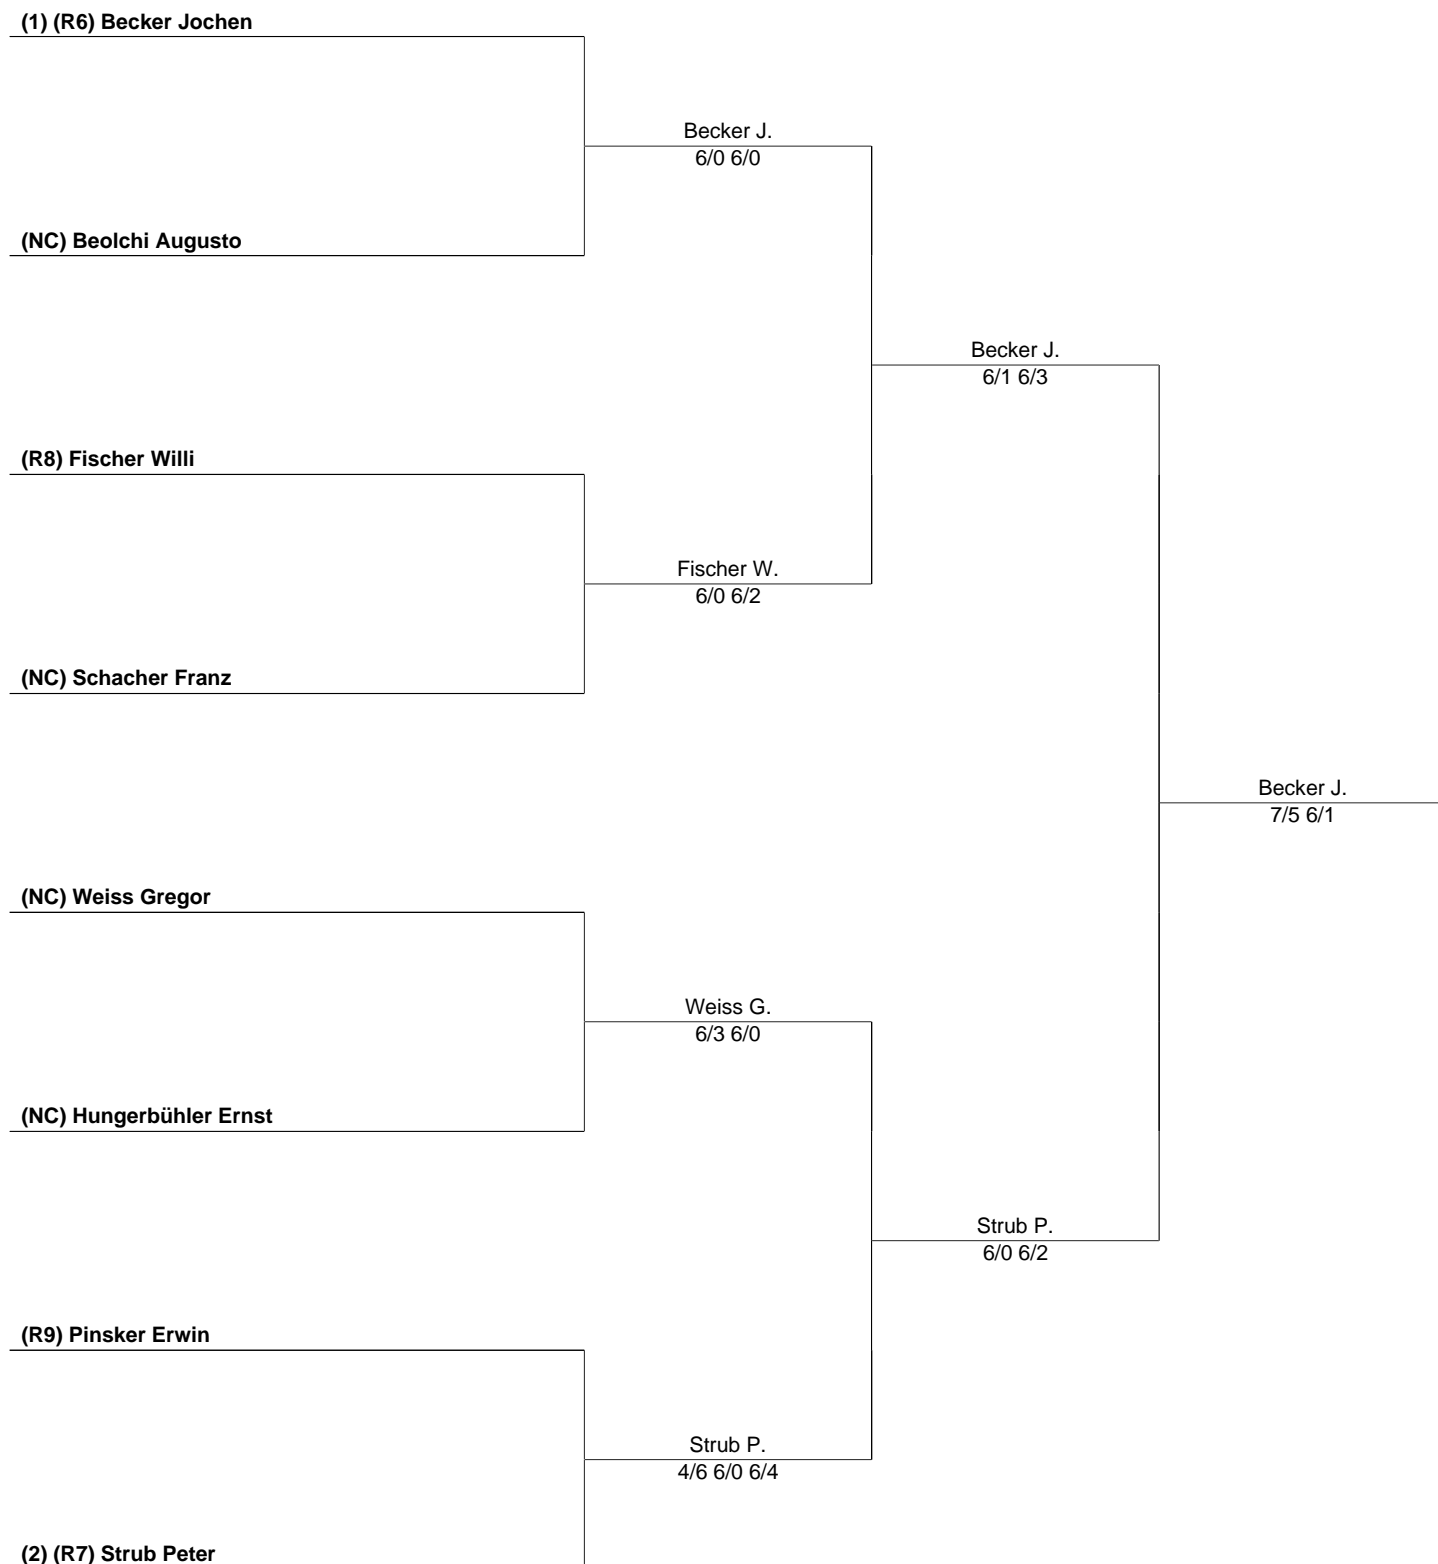 (1) (R6) Becker Jochen
Becker J.
6/0 6/0
(NC) Beolchi Augusto
Becker J.
6/1 6/3
(R8) Fischer Willi
Fischer W.
6/0 6/2
(NC) Schacher Franz
Becker J.
7/5 6/1
(NC) Weiss Gregor
Weiss G.
6/3 6/0
(NC) Hungerbühler Ernst
Strub P.
6/0 6/2
(R9) Pinsker Erwin
Strub P.
4/6 6/0 6/4
(2) (R7) Strub Peter